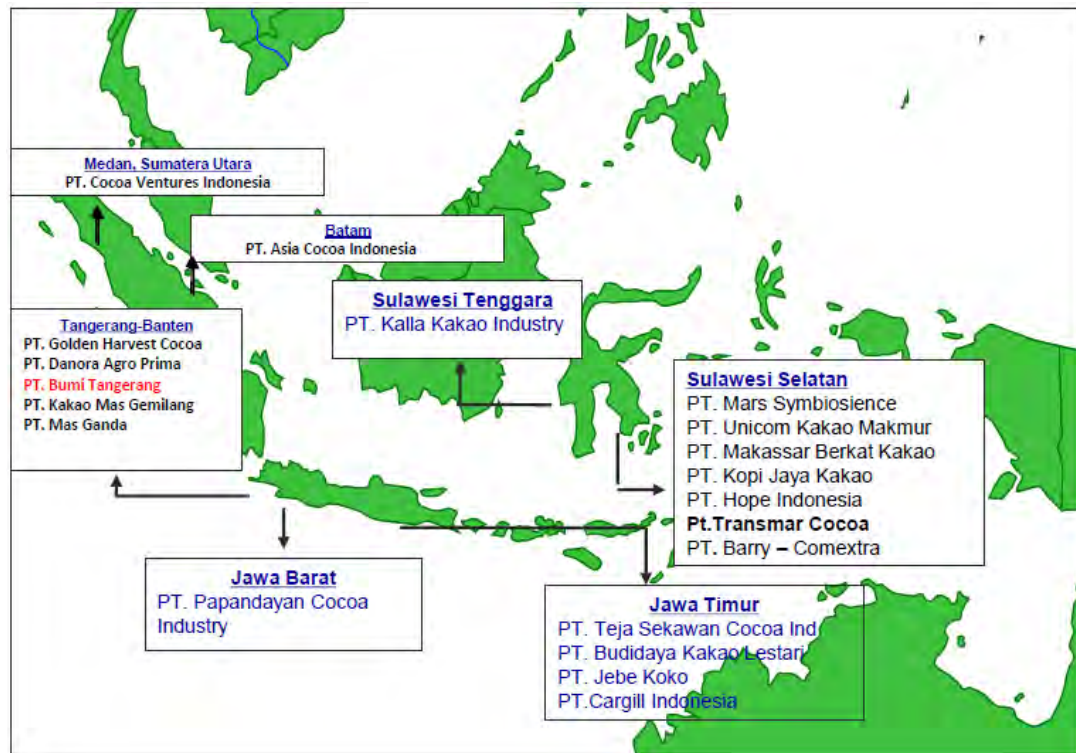 Medan, Sumatera Utara
PT. Cocoa Ventures Indonesia
Batam
PT. Asia Cocoa Indonesia
Sulawesi Tenggara
PT. Kalla Kakao Industry
Tangerang-Banten
PT. Golden Harvest Cocoa
PT. Danora Agro Prima
PT. Bumi Tangerang
PT. Kakao Mas Gemilang
PT. Mas Ganda
Sulawesi Selatan
PT. Mars Symbiosience
PT. Unicom Kakao Makmur
PT. Makassar Berkat Kakao
PT. Kopi Jaya Kakao
PT. Hope Indonesia
Pt.Transmar Cocoa
PT. Barry – Comextra
Jawa Barat
PT. Papandayan Cocoa
Industry
Jawa Timur
PT. Teja Sekawan Cocoa Ind
PT. Budidaya Kakao Lestari
PT. Jebe Koko
PT.Cargill Indonesia